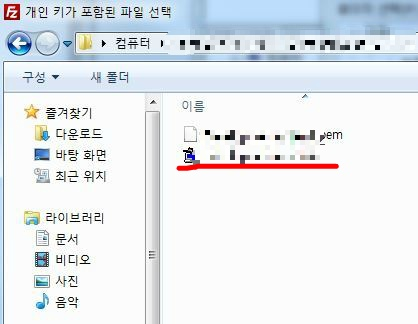 Fz 개인 키가 포함된 파일 선택
컴퓨터
구성 새 폴더
이름
즐겨찾기
다운로드
바탕 화면
최근 위치
라이브러리
문서
비디오
사진
음악